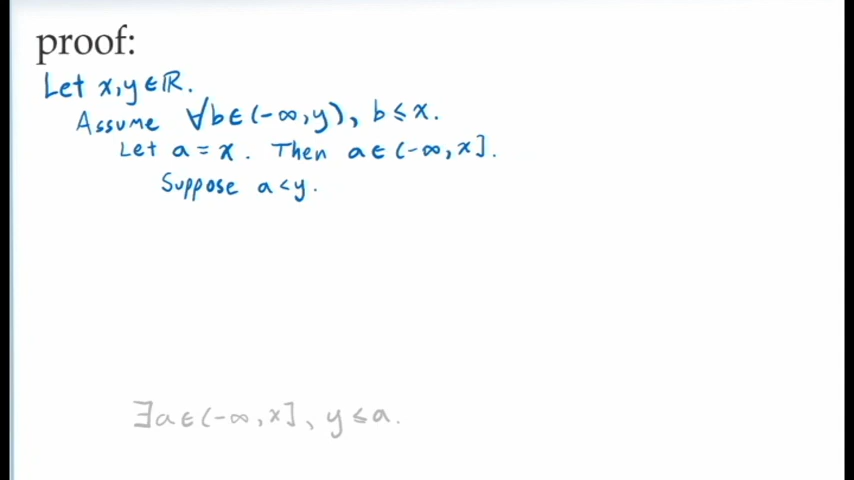 proof:
Let x,y∈ℝ.
Assume ∀b∈(-∞,y), b≤x.
Let a=x. Then a∈(-∞,x].
Suppose a<y.
∃a∈(-∞,x], y≤a.